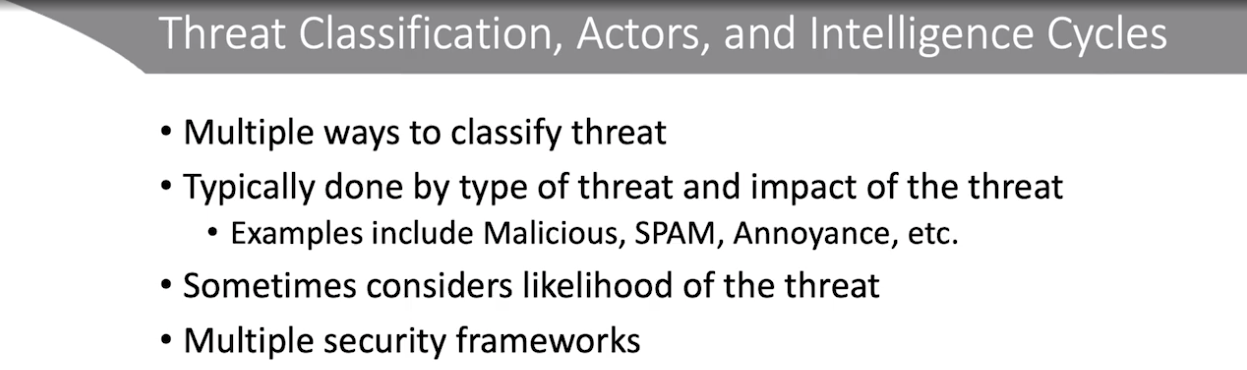 Threat Classification, Actors, and Intelligence Cycles
• Multiple ways to classify threat
• Typically done by type of threat and impact of the threat
• Examples include Malicious, SPAM, Annoyance, etc.
• Sometimes considers likelihood of the threat
• Multiple security frameworks